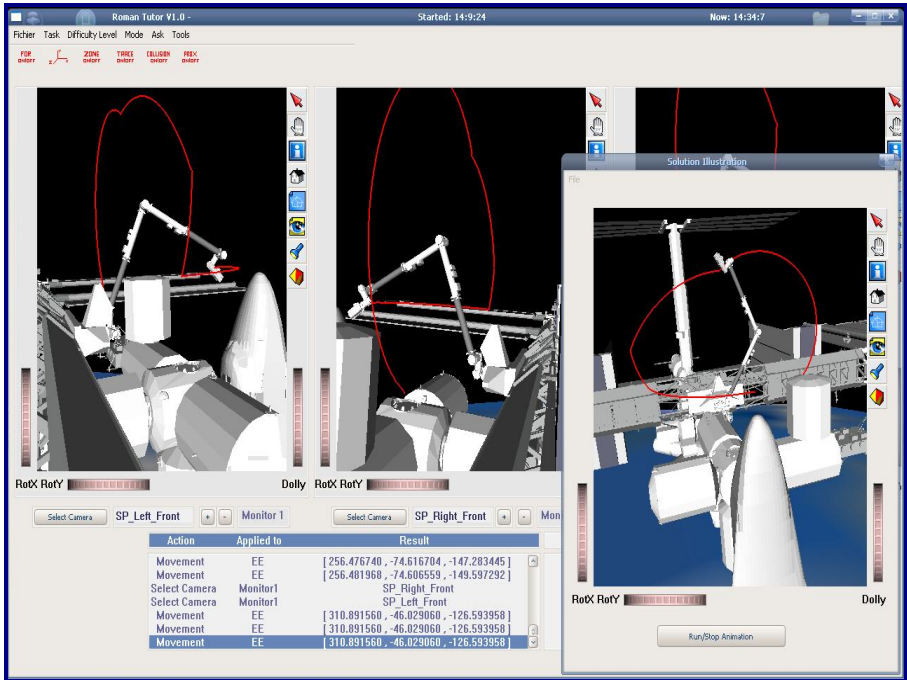 Roman Tutor V1.0 - Started: 14:9:24 Now: 14:34:7
Fichier Task Difficulty Level Mode Ask Tools
FOR ZONE TRACE COLLISION PROX
on/off z x on/off on/off on/off on/off
Solution Illustration
File
RotX RotY Dolly RotX RotY
Select Camera SP_Left_Front + - Monitor 1 Select Camera SP_Right_Front + - Mon
Action Applied to Result
Movement EE [ 256.476740 , -74.616704 , -147.283445 ]
Movement EE [ 256.481968 , -74.606559 , -149.597292 ]
Select Camera Monitor1 SP_Right_Front
Select Camera Monitor1 SP_Left_Front
Movement EE [ 310.891560 , -46.029060 , -126.593958 ]
Movement EE [ 310.891560 , -46.029060 , -126.593958 ]
Movement EE [ 310.891560 , -46.029060 , -126.593958 ]
RotX RotY Dolly
Run/Stop Animation